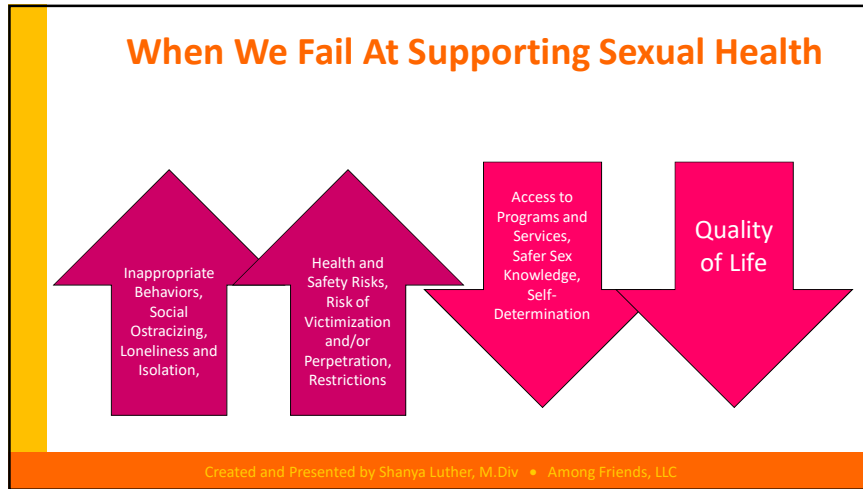 When We Fail At Supporting Sexual Health
Inappropriate
Behaviors,
Social
Ostracizing,
Loneliness and
Isolation,
Health and
Safety Risks,
Risk of
Victimization
and/or
Perpetration,
Restrictions
Access to
Programs and
Services,
Safer Sex
Knowledge,
Self-
Determination
Quality
of Life
Created and Presented by Shanya Luther, M.Div • Among Friends, LLC